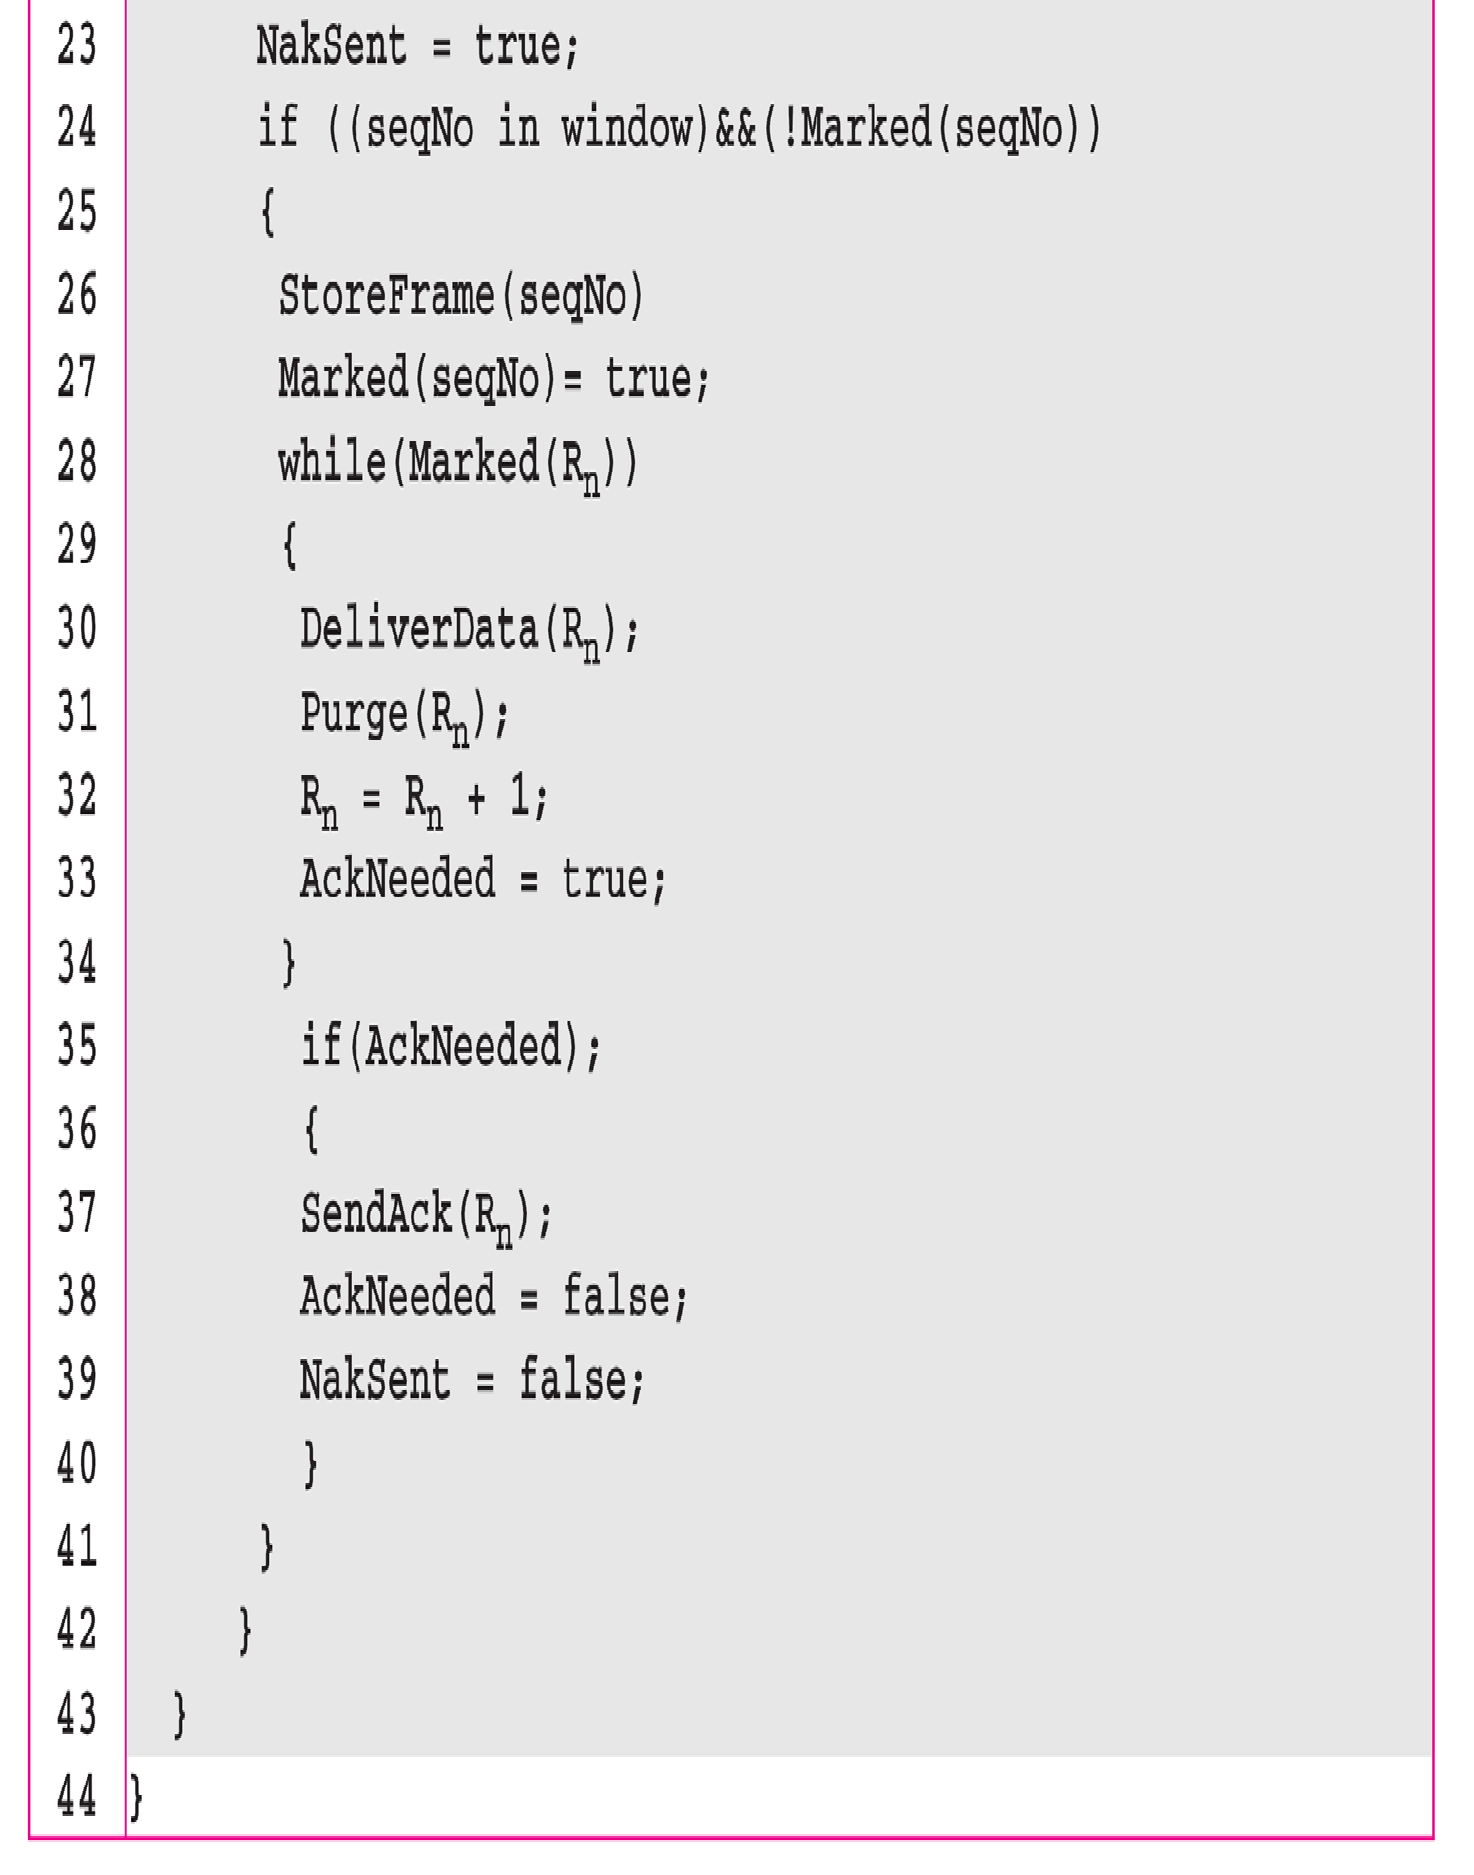 23 NakSent = true;
24 if ((seqNo in window)&&(!Marked(seqNo))
25 {
26 StoreFrame(seqNo)
27 Marked(seqNo)= true;
28 while(Marked(Rn))
29 {
30 DeliverData(Rn);
31 Purge(Rn);
32 Rn = Rn + 1;
33 AckNeeded = true;
34 }
35 if(AckNeeded);
36 {
37 SendAck(Rn);
38 AckNeeded = false;
39 NakSent = false;
40 }
41 }
42 }
43 }
44 }